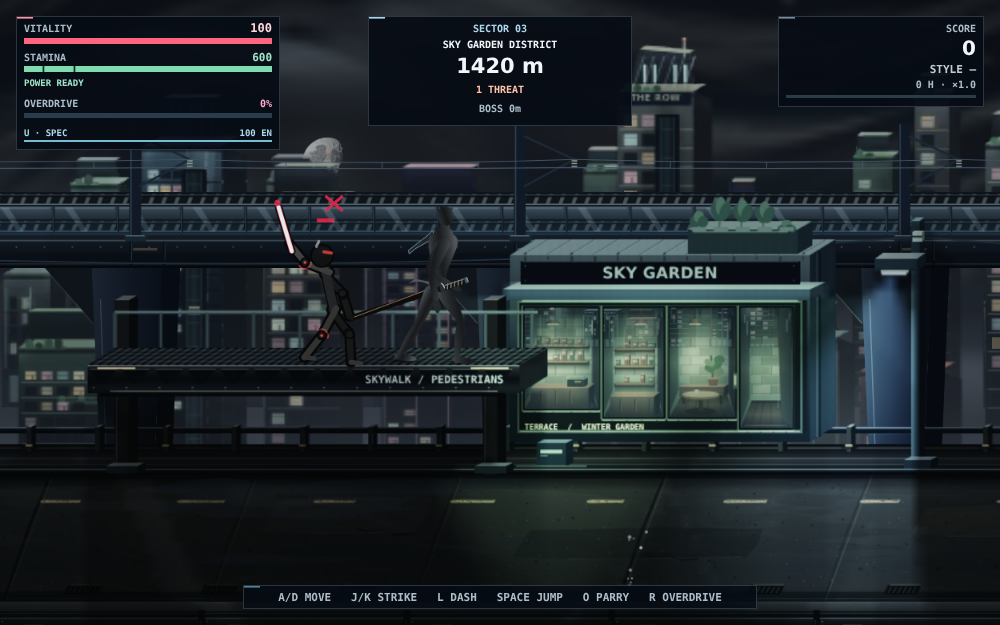 VITALITY 100
STAMINA 600
POWER READY
OVERDRIVE 0%
U · SPEC 100 EN
SECTOR 03
SKY GARDEN DISTRICT
1420 m
1 THREAT
BOSS 0m
SCORE
0
STYLE —
0 H · ×1.0
THE ROW
SKY GARDEN
SKYWALK / PEDESTRIANS
TERRACE / WINTER GARDEN
A/D MOVE J/K STRIKE L DASH SPACE JUMP O PARRY R OVERDRIVE